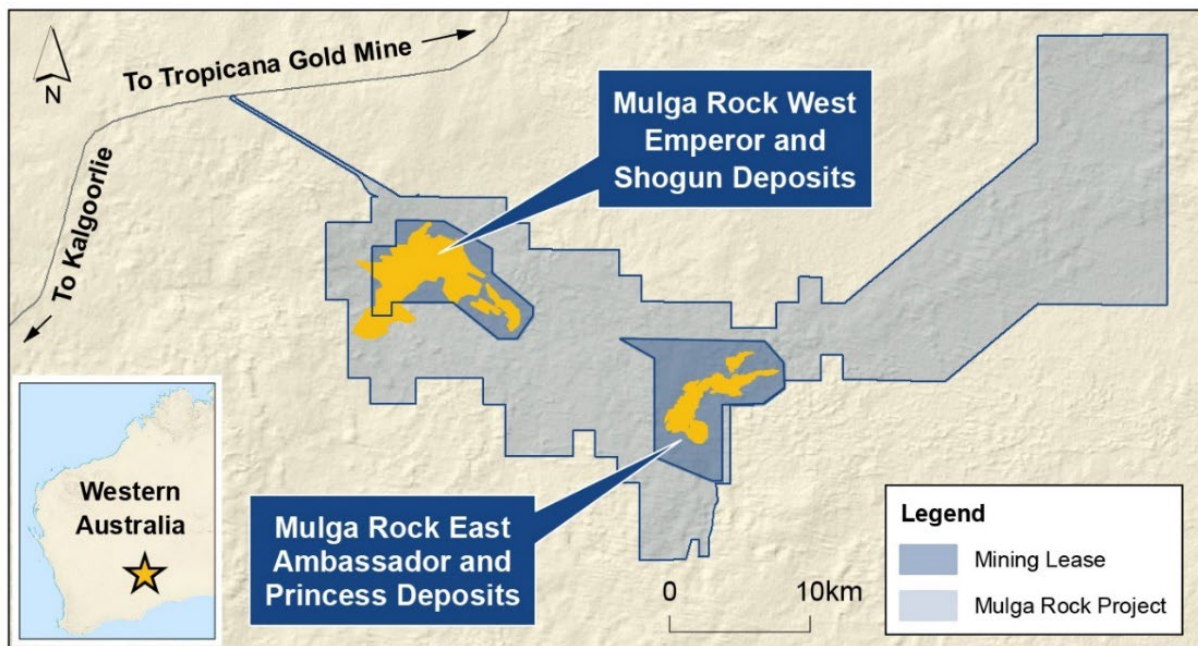 To Tropicana Gold Mine
N
To Kalgoorlie
Mulga Rock West
Emperor and
Shogun Deposits
Mulga Rock East
Ambassador and
Princess Deposits
Western
Australia
0 10km
Legend
Mining Lease
Mulga Rock Project